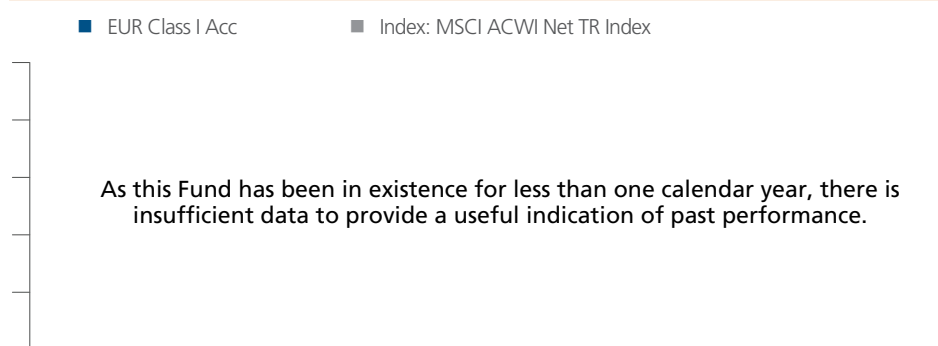 EUR Class I Acc Index: MSCI ACWI Net TR Index
As this Fund has been in existence for less than one calendar year, there is
insufficient data to provide a useful indication of past performance.